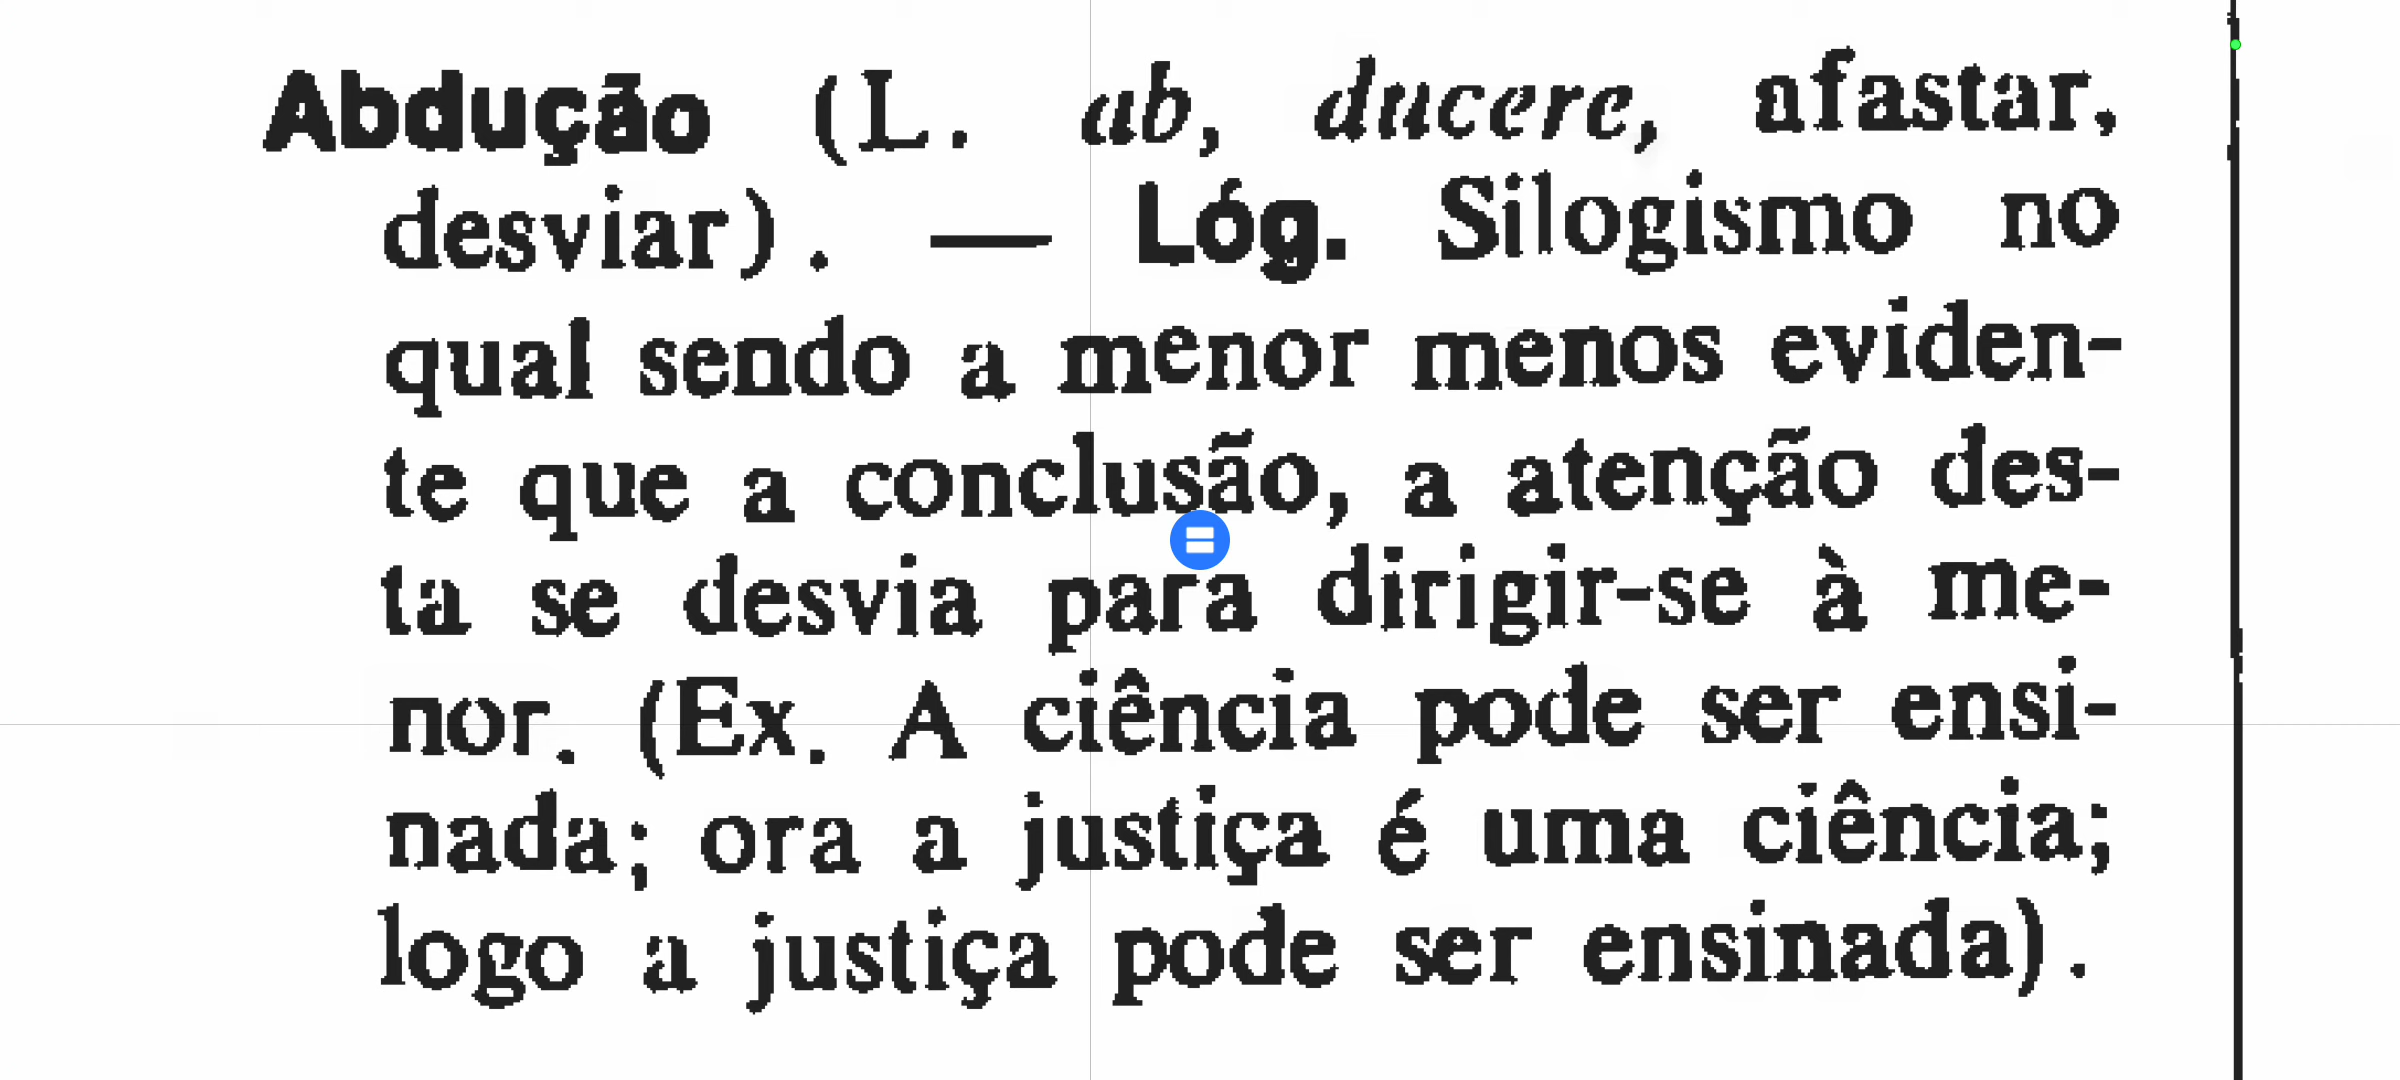 Abdução (L. ab, ducere, afastar,
desviar). — Lóg. Silogismo no
qual sendo a menor menos eviden-
te que a conclusão, a atenção des-
ta se desvia para dirigir-se à me-
nor. (Ex. A ciência pode ser ensi-
nada; ora a justiça é uma ciência;
logo a justiça pode ser ensinada).